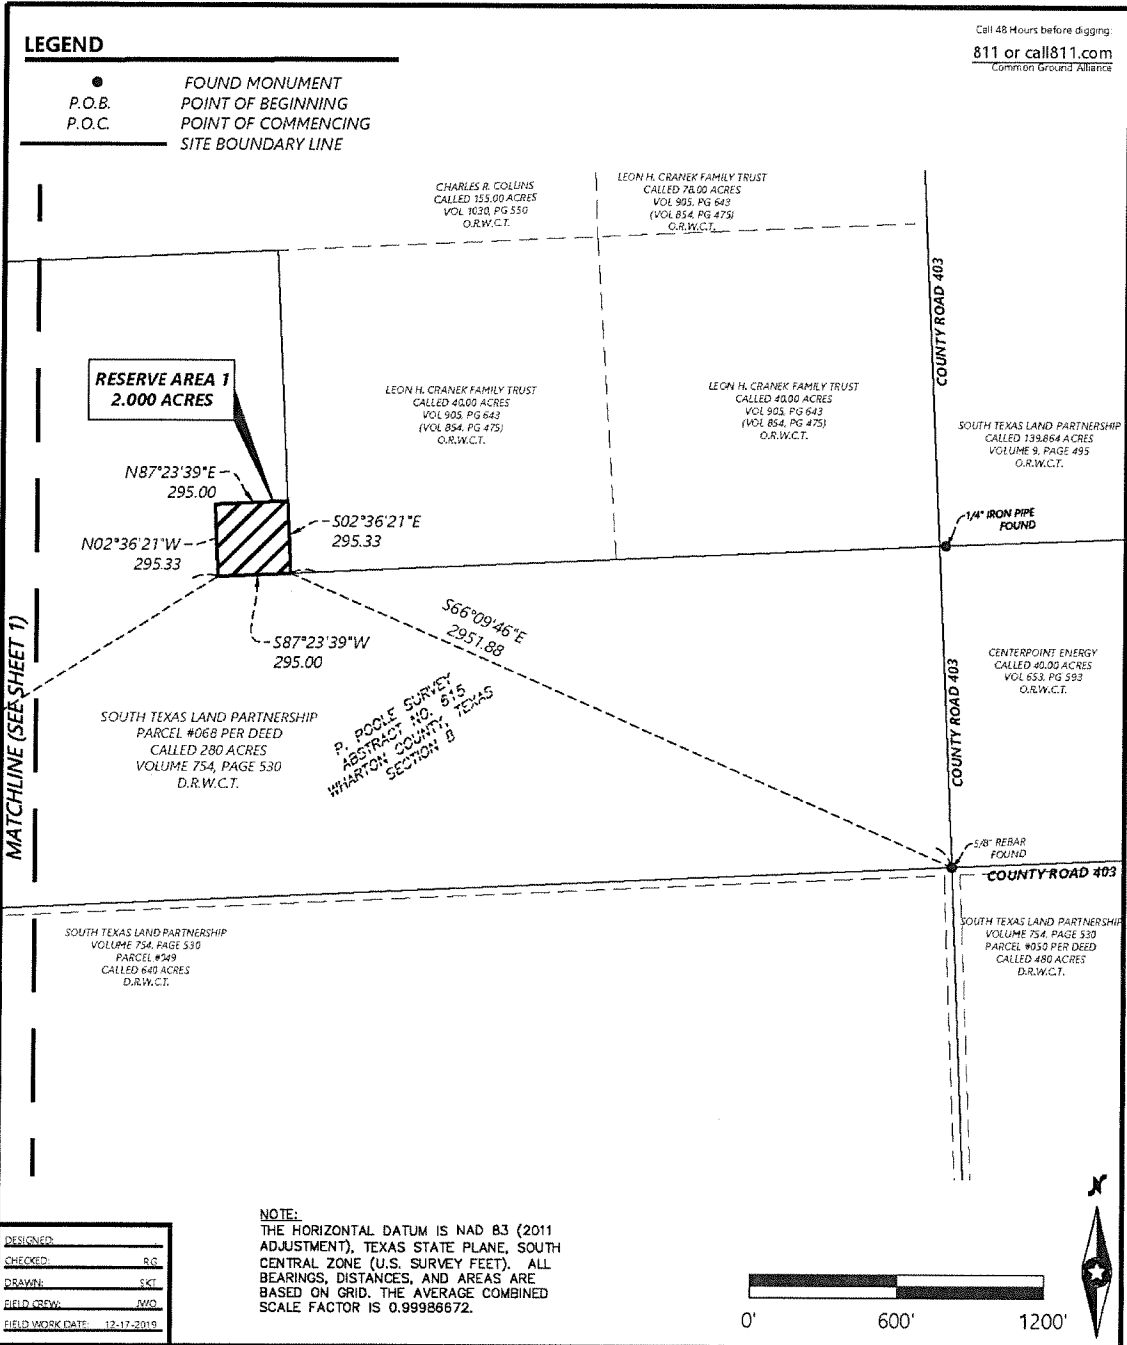 LEGEND
FOUND MONUMENT
P.O.B. POINT OF BEGINNING
P.O.C. POINT OF COMMENCING
SITE BOUNDARY LINE
Call 48 Hours before digging:
811 or call811.com
Common Ground Alliance
CHARLES R. COLLINS
CALLED 155.00 ACRES
VOL 1030, PG 550
O.R.W.C.T.
LEON H. CRANEK FAMILY TRUST
CALLED 78.00 ACRES
VOL 905, PG 643
(VOL 854, PG 475)
O.R.W.C.T.
COUNTY ROAD 403
RESERVE AREA 1
2.000 ACRES
LEON H. CRANEK FAMILY TRUST
CALLED 40.00 ACRES
VOL 905, PG 643
(VOL 854, PG 475)
O.R.W.C.T.
LEON H. CRANEK FAMILY TRUST
CALLED 40.00 ACRES
VOL 905, PG 643
(VOL 854, PG 475)
O.R.W.C.T.
SOUTH TEXAS LAND PARTNERSHIP
CALLED 139.864 ACRES
VOLUME 9, PAGE 495
O.R.W.C.T.
N87°23'39"E
295.00
S02°36'21"E
295.33
N02°36'21"W
295.33
1/4" IRON PIPE
FOUND
S87°23'39"W
295.00
S66°09'46"E
2951.88
MATCHLINE (SEE SHEET 1)
P. POOLE SURVEY
ABSTRACT NO. 615
WHARTON COUNTY, TEXAS
SECTION B
SOUTH TEXAS LAND PARTNERSHIP
PARCEL #068 PER DEED
CALLED 280 ACRES
VOLUME 754, PAGE 530
D.R.W.C.T.
CENTERPOINT ENERGY
CALLED 40.00 ACRES
VOL 653, PG 593
O.R.W.C.T.
COUNTY ROAD 403
5/8" REBAR
FOUND
COUNTY ROAD 403
SOUTH TEXAS LAND PARTNERSHIP
VOLUME 754, PAGE 530
PARCEL #049
CALLED 640 ACRES
D.R.W.C.T.
SOUTH TEXAS LAND PARTNERSHIP
VOLUME 754, PAGE 530
PARCEL #050 PER DEED
CALLED 480 ACRES
D.R.W.C.T.
NOTE:
THE HORIZONTAL DATUM IS NAD 83 (2011
ADJUSTMENT), TEXAS STATE PLANE, SOUTH
CENTRAL ZONE (U.S. SURVEY FEET). ALL
BEARINGS, DISTANCES, AND AREAS ARE
BASED ON GRID. THE AVERAGE COMBINED
SCALE FACTOR IS 0.99986672.
DESIGNED:
CHECKED: RG
DRAWN: SKT
FIELD CREW: JWO
FIELD WORK DATE: 12-17-2019
N
0' 600' 1200'